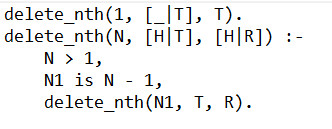 delete_nth(1, [_|T], T).
delete_nth(N, [H|T], [H|R]) :-
    N > 1,
    N1 is N - 1,
    delete_nth(N1, T, R).